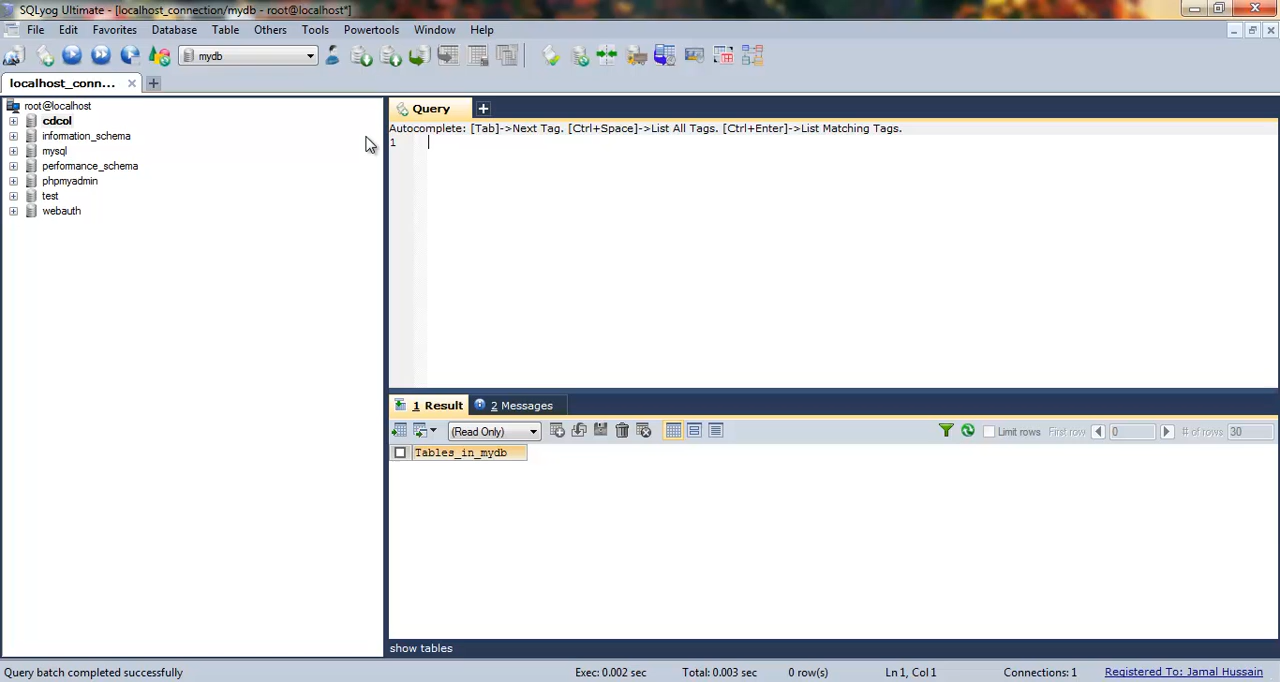 SQLyog Ultimate - [localhost_connection/mydb - root@localhost*]
File Edit Favorites Database Table Others Tools Powertools Window Help
mydb
localhost_conn...
root@localhost
cdcol
information_schema
mysql
performance_schema
phpmyadmin
test
webauth
Query
Autocomplete: [Tab]->Next Tag. [Ctrl+Space]->List All Tags. [Ctrl+Enter]->List Matching Tags.
1
1 Result 2 Messages
(Read Only) Limit rows First row 0 # of rows 30
Tables_in_mydb
show tables
Query batch completed successfully Exec: 0.002 sec Total: 0.003 sec 0 row(s) Ln 1, Col 1 Connections: 1 Registered To: Jamal Hussain